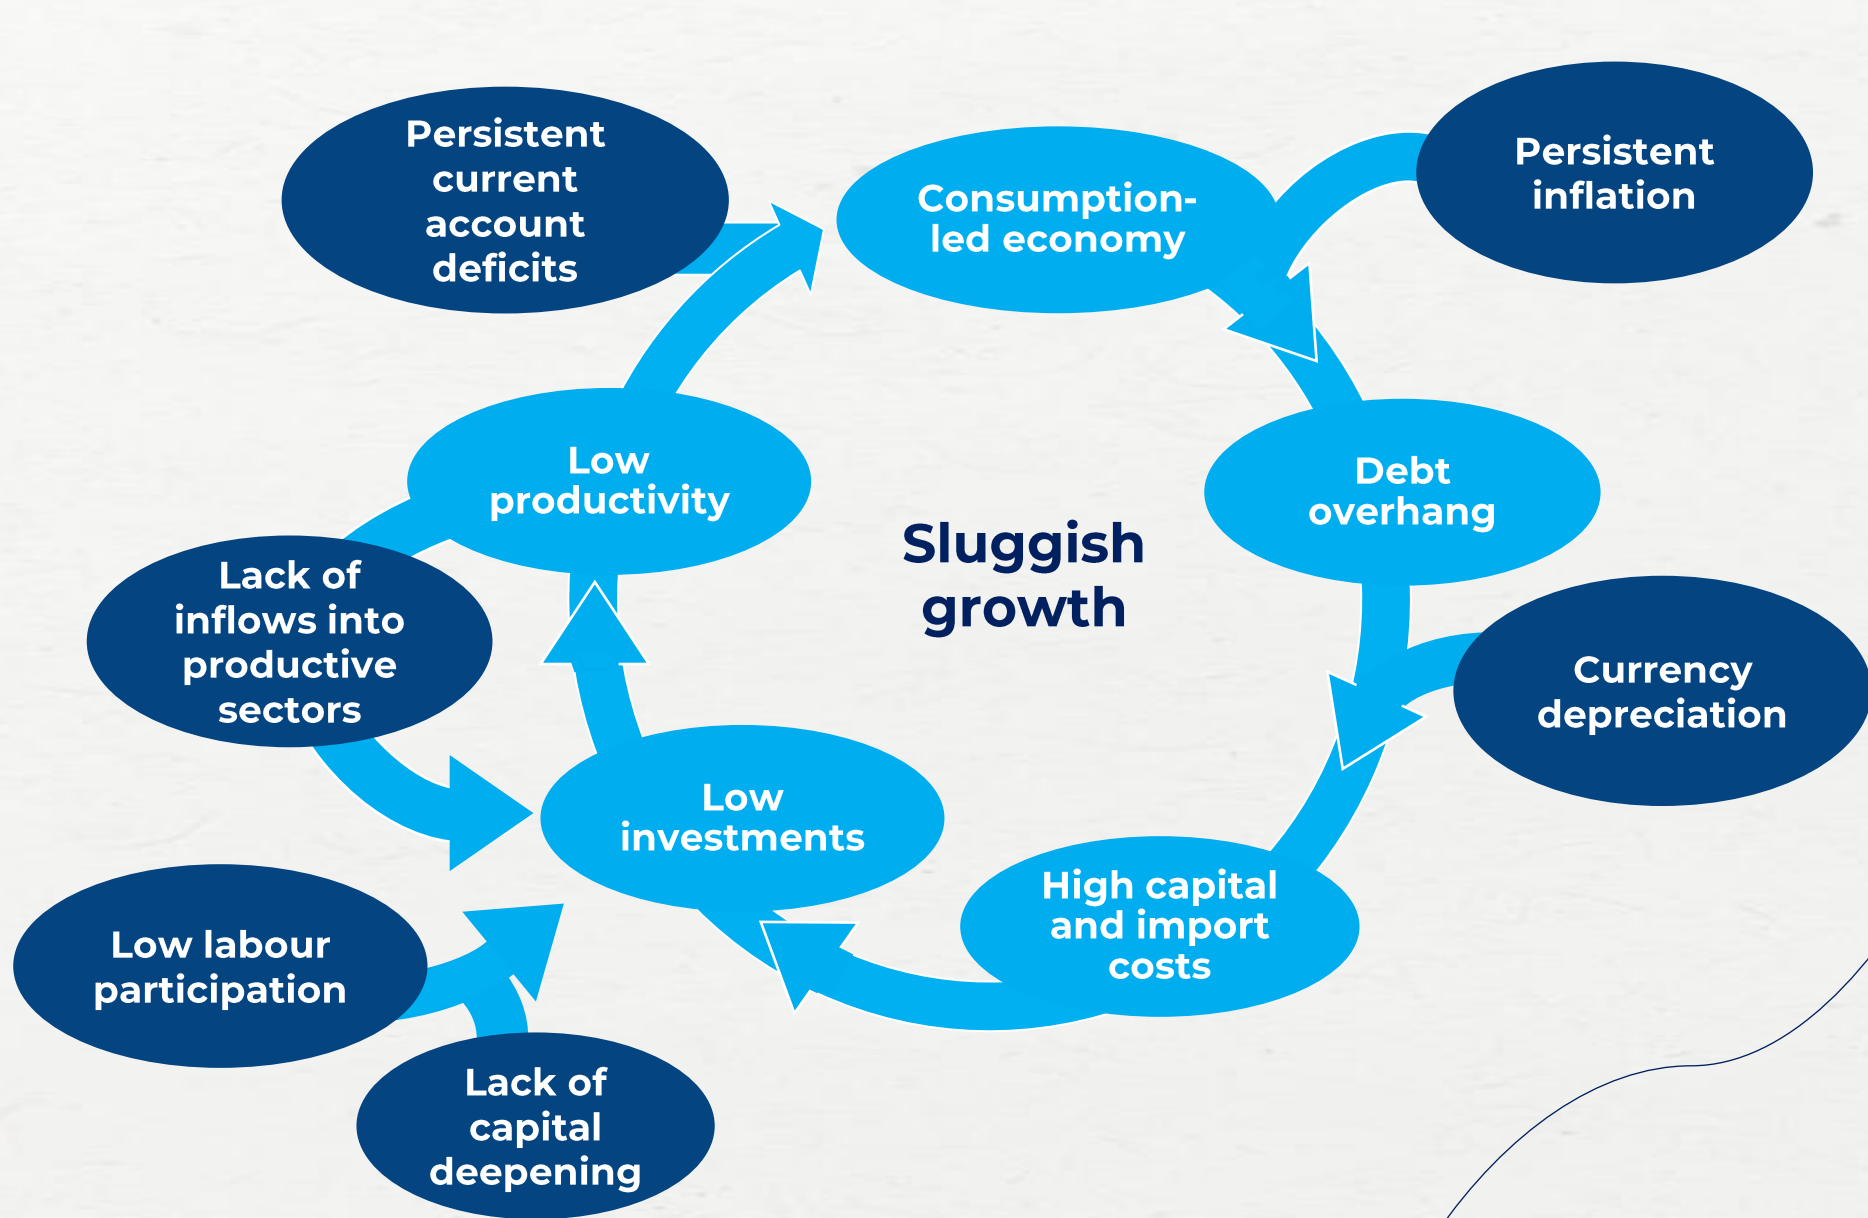 Persistent
current
account
deficits
Consumption-
led economy
Persistent
inflation
Low
productivity
Debt
overhang
Sluggish
growth
Lack of
inflows into
productive
sectors
Currency
depreciation
Low
investments
High capital
and import
costs
Low labour
participation
Lack of
capital
deepening